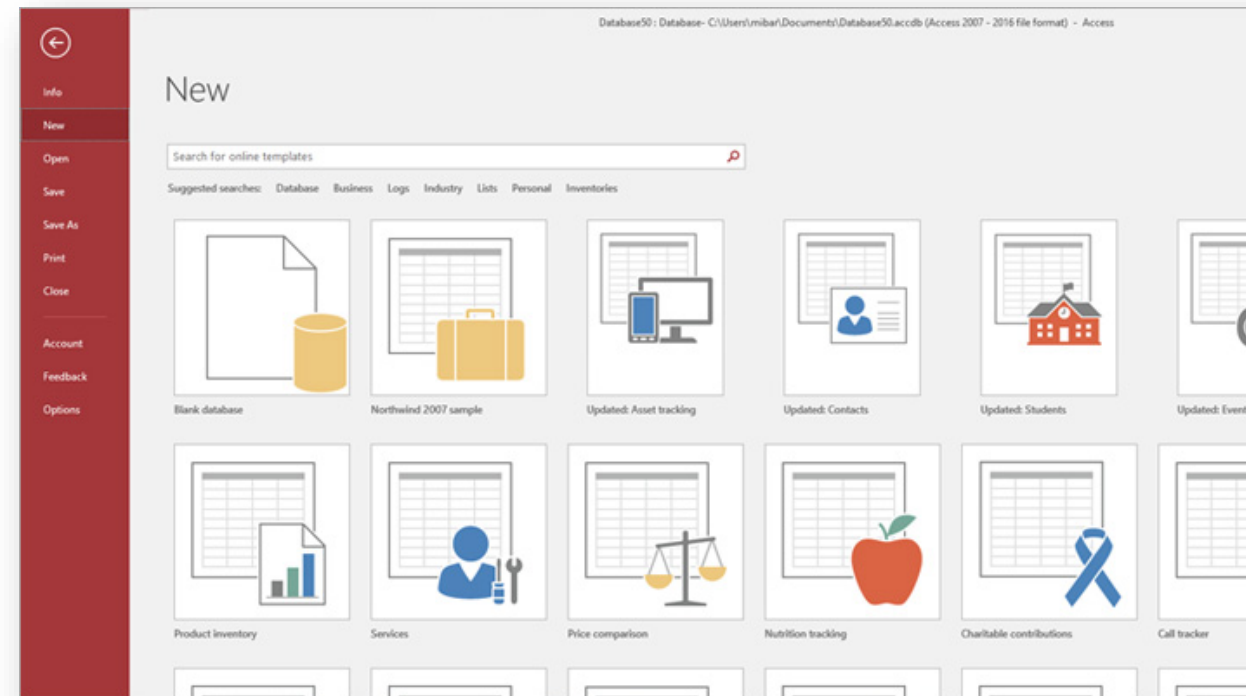 Database50 : Database- C:\Users\mibar\Documents\Database50.accdb (Access 2007 - 2016 file format) - Access
Info
New
Open
Save
Save As
Print
Close
Account
Feedback
Options
New
Search for online templates
Suggested searches: Database Business Logs Industry Lists Personal Inventories
Blank database Northwind 2007 sample Updated: Asset tracking Updated: Contacts Updated: Students Updated: Event
Product inventory Services Price comparison Nutrition tracking Charitable contributions Call tracker